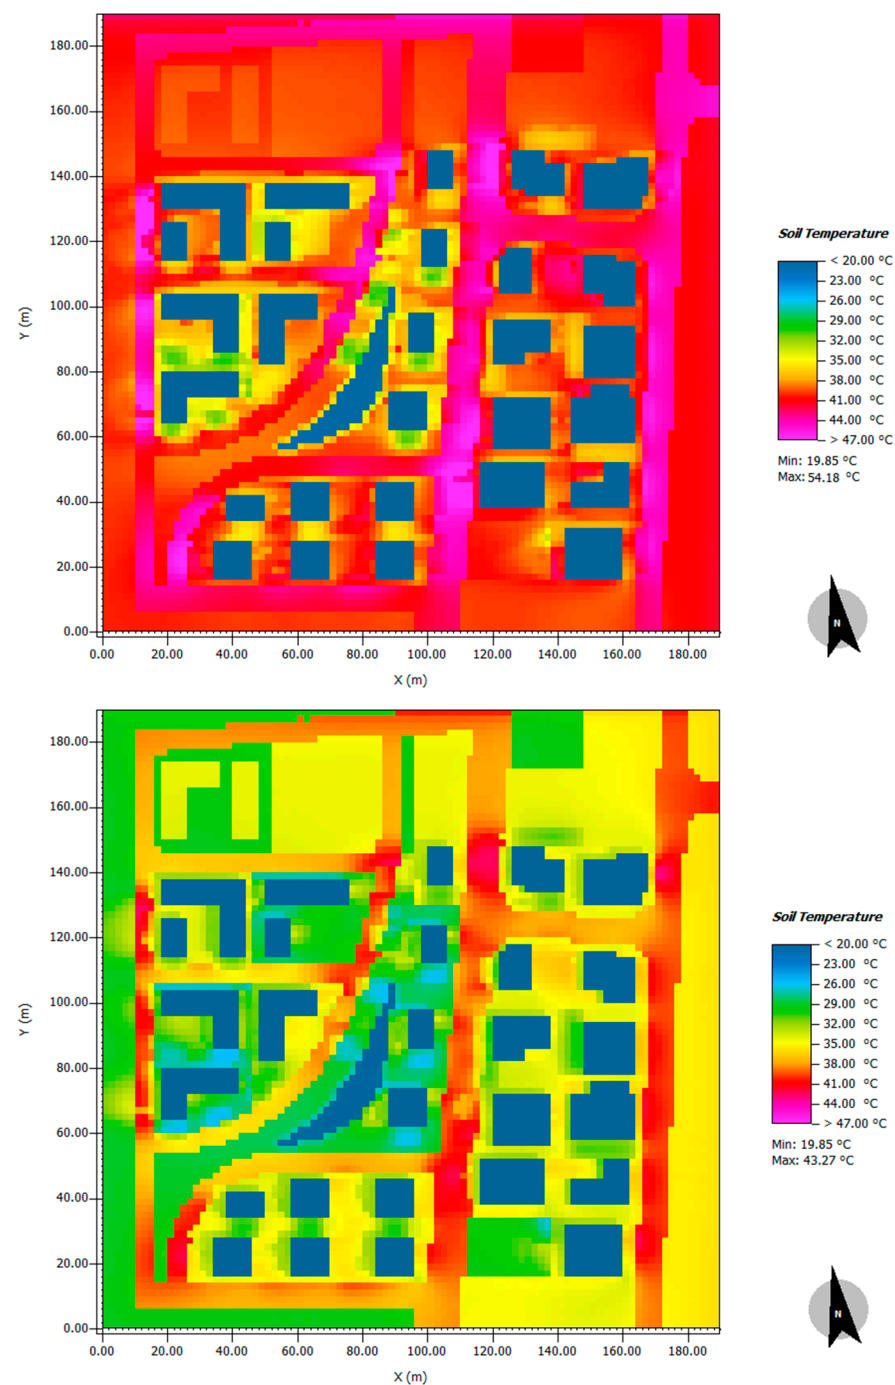 180.00
160.00
140.00
120.00
100.00
80.00
60.00
40.00
20.00
0.00
Y (m)
0.00 20.00 40.00 60.00 80.00 100.00 120.00 140.00 160.00 180.00
X (m)
Soil Temperature
< 20.00 °C
23.00 °C
26.00 °C
29.00 °C
32.00 °C
35.00 °C
38.00 °C
41.00 °C
44.00 °C
> 47.00 °C
Min: 19.85 °C
Max: 54.18 °C
N
180.00
160.00
140.00
120.00
100.00
80.00
60.00
40.00
20.00
0.00
Y (m)
0.00 20.00 40.00 60.00 80.00 100.00 120.00 140.00 160.00 180.00
X (m)
Soil Temperature
< 20.00 °C
23.00 °C
26.00 °C
29.00 °C
32.00 °C
35.00 °C
38.00 °C
41.00 °C
44.00 °C
> 47.00 °C
Min: 19.85 °C
Max: 43.27 °C
N